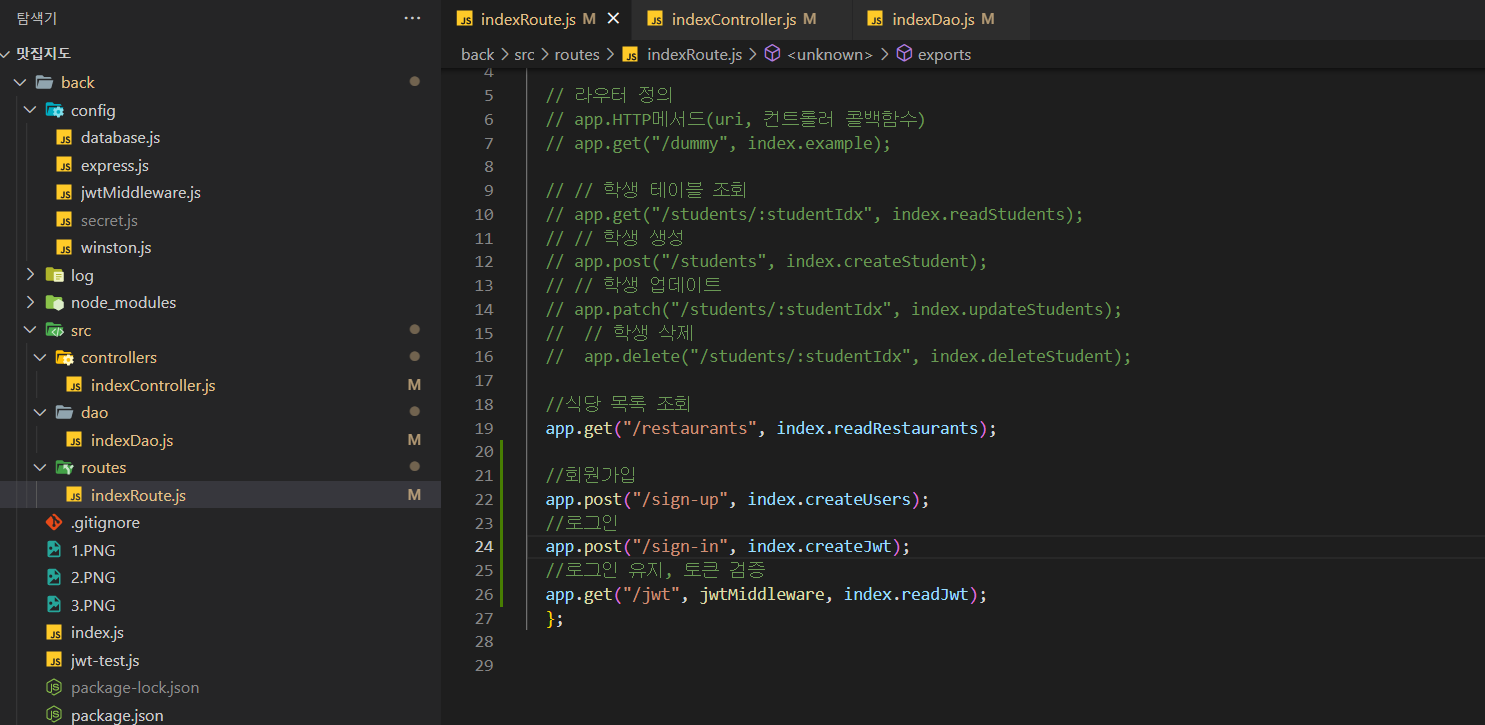 탐색기 ···
맛집지도
back
config
database.js
express.js
jwtMiddleware.js
secret.js
winston.js
log
node_modules
src
controllers
indexController.js M
dao
indexDao.js M
routes
indexRoute.js M
.gitignore
1.PNG
2.PNG
3.PNG
index.js
jwt-test.js
package-lock.json
package.json
indexRoute.js M × indexController.js M indexDao.js M
back > src > routes > indexRoute.js > <unknown> > exports
4
5 // 라우터 정의
6 // app.HTTP메서드(uri, 컨트롤러 콜백함수)
7 // app.get("/dummy", index.example);
8
9 // // 학생 테이블 조회
10 // app.get("/students/:studentIdx", index.readStudents);
11 // // 학생 생성
12 // app.post("/students", index.createStudent);
13 // // 학생 업데이트
14 // app.patch("/students/:studentIdx", index.updateStudents);
15 //  // 학생 삭제
16 //  app.delete("/students/:studentIdx", index.deleteStudent);
17
18 //식당 목록 조회
19 app.get("/restaurants", index.readRestaurants);
20
21 //회원가입
22 app.post("/sign-up", index.createUsers);
23 //로그인
24 app.post("/sign-in", index.createJwt);
25 //로그인 유지, 토큰 검증
26 app.get("/jwt", jwtMiddleware, index.readJwt);
27 };
28
29